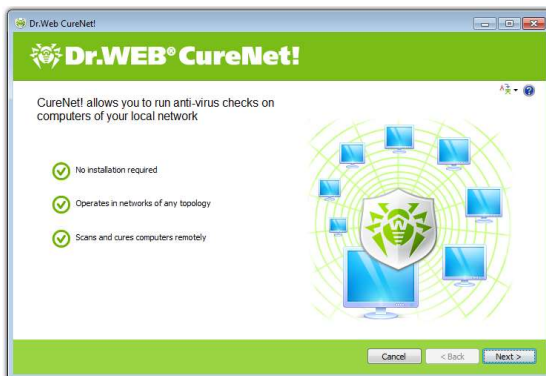 Dr.Web CureNet!
Dr.WEB® CureNet!
CureNet! allows you to run anti-virus checks on
computers of your local network
No installation required
Operates in networks of any topology
Scans and cures computers remotely
Cancel
< Back
Next >